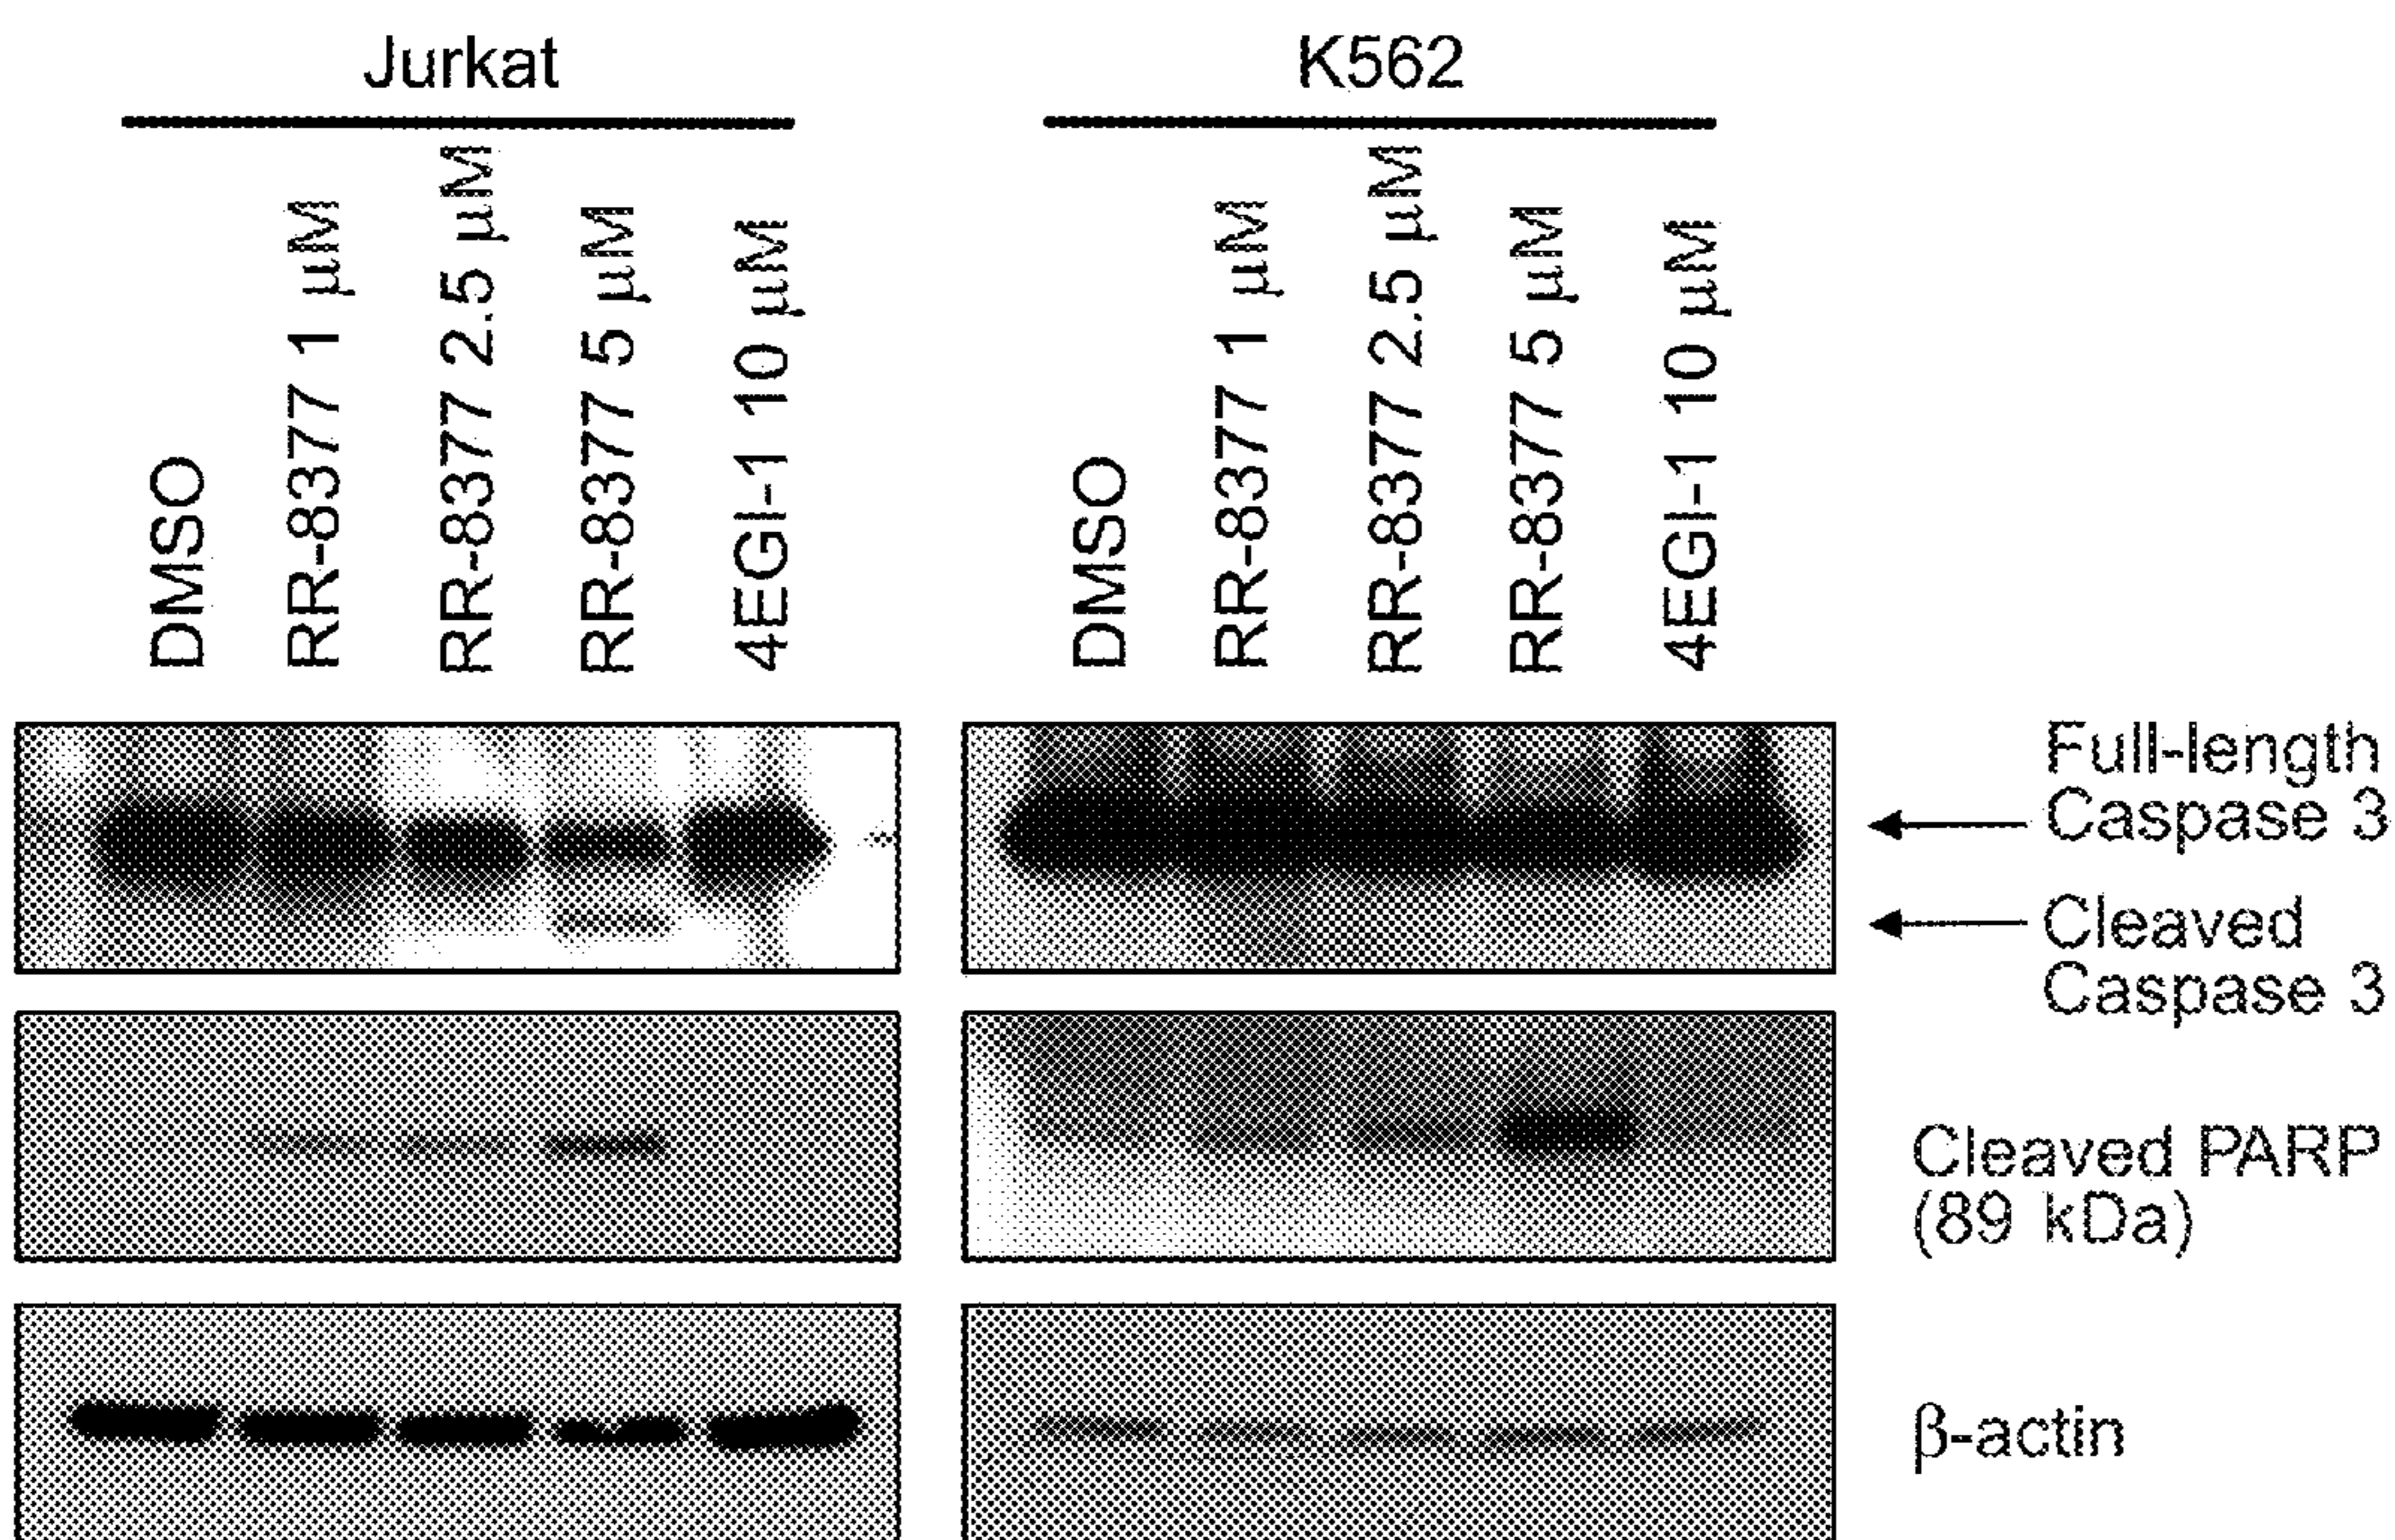 Jurkat
K562
DMSO
RR-8377 1 µM
RR-8377 2.5 µM
RR-8377 5 µM
4EGI-1 10 µM
DMSO
RR-8377 1 µM
RR-8377 2.5 µM
RR-8377 5 µM
4EGI-1 10 µM
Full-length
Caspase 3
Cleaved
Caspase 3
Cleaved PARP
(89 kDa)
β-actin